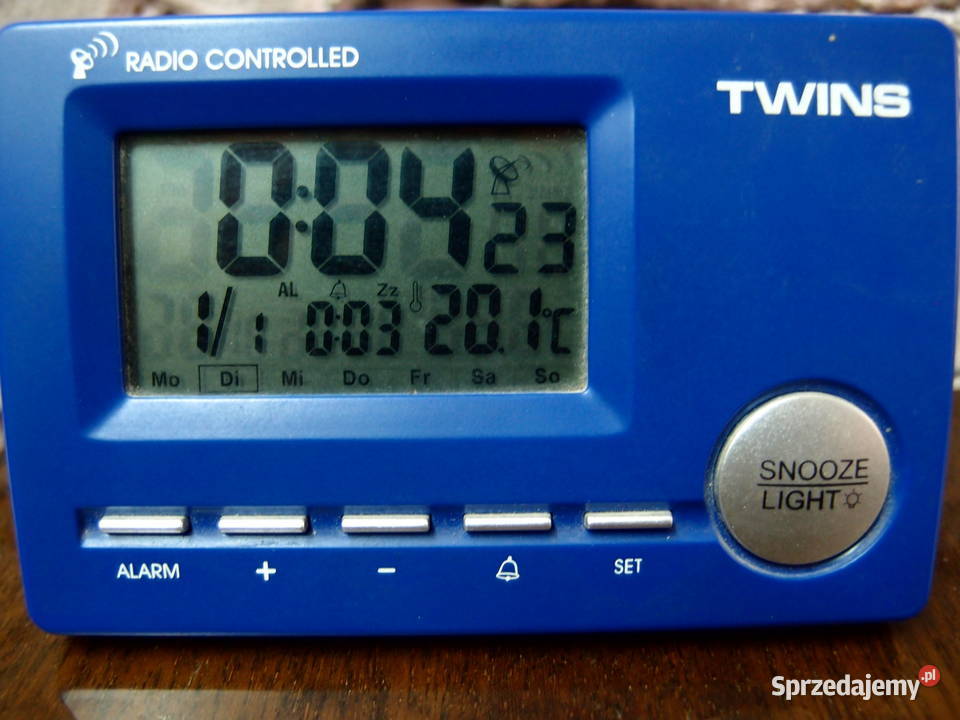 RADIO CONTROLLED
TWINS
0:04 23
AL Zz
1/1 0:03 20.1°C
Mo Di Mi Do Fr Sa So
SNOOZE
LIGHT
ALARM + - SET
Sprzedajemy.pl